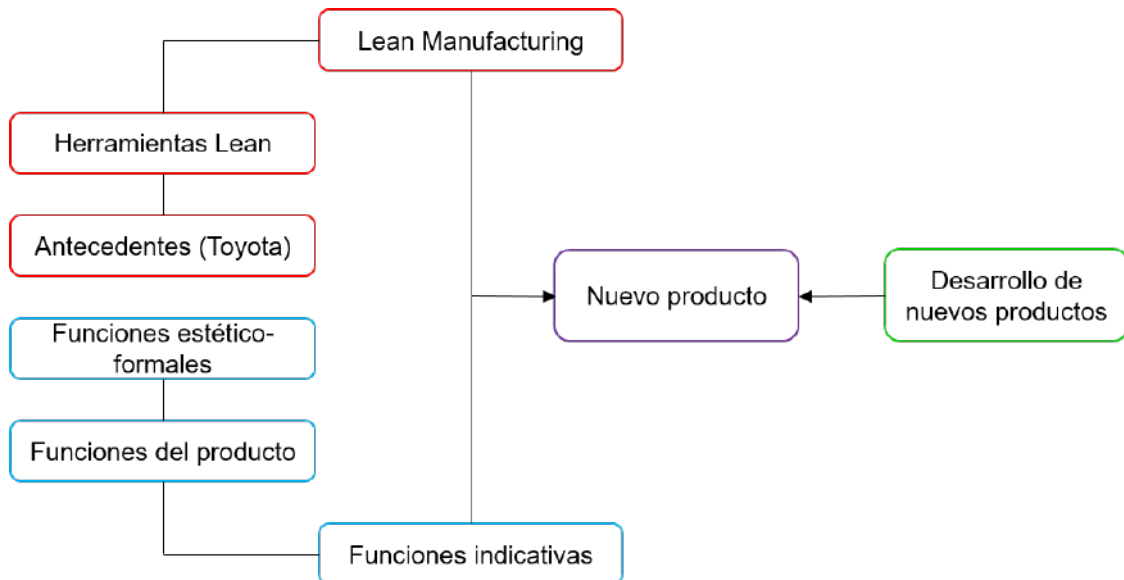 Lean Manufacturing
Herramientas Lean
Antecedentes (Toyota)
Funciones estético-
formales
Funciones del producto
Funciones indicativas
Nuevo producto
Desarrollo de
nuevos productos